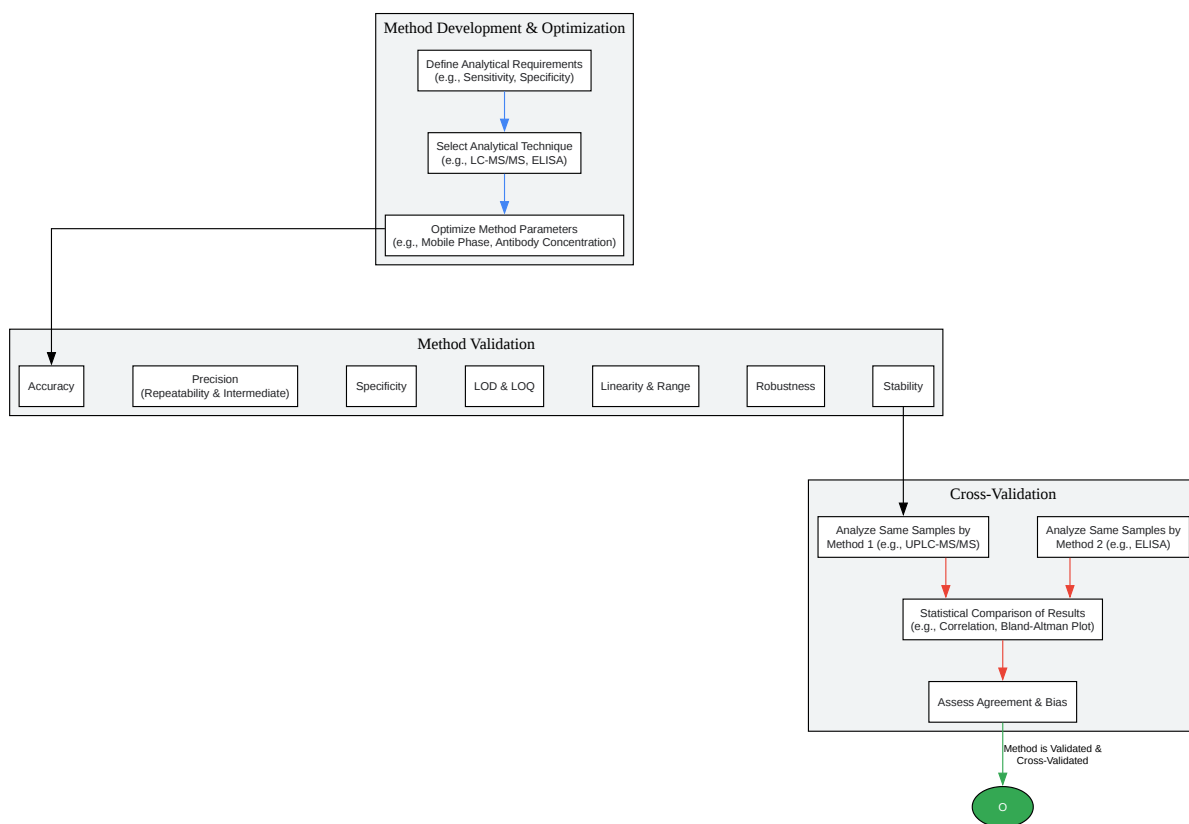 Method Development & Optimization
Define Analytical Requirements
(e.g., Sensitivity, Specificity)
Select Analytical Technique
(e.g., LC-MS/MS, ELISA)
Optimize Method Parameters
(e.g., Mobile Phase, Antibody Concentration)
Method Validation
Accuracy
Precision
(Repeatability & Intermediate)
Specificity
LOD & LOQ
Linearity & Range
Robustness
Stability
Cross-Validation
Analyze Same Samples by
Method 1 (e.g., UPLC-MS/MS)
Analyze Same Samples by
Method 2 (e.g., ELISA)
Statistical Comparison of Results
(e.g., Correlation, Bland-Altman Plot)
Assess Agreement & Bias
Method is Validated &
Cross-Validated
O